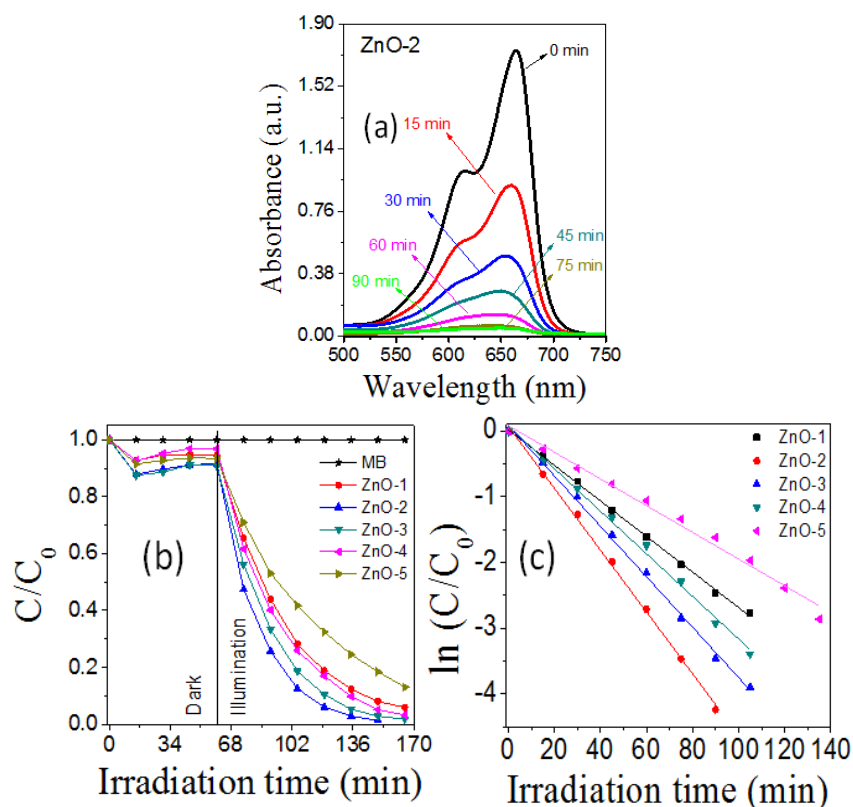 ZnO-2
(a)
0 min
15 min
30 min
45 min
60 min
75 min
90 min
1.90
1.52
1.14
0.76
0.38
0.00
Absorbance (a.u.)
500 550 600 650 700 750
Wavelength (nm)
1.0
0.8
0.6
0.4
0.2
0.0
C/C0
(b)
MB
ZnO-1
ZnO-2
ZnO-3
ZnO-4
ZnO-5
Dark
Illumination
0 34 68 102 136 170
Irradiation time (min)
0
-1
-2
-3
-4
ln (C/C0)
(c)
ZnO-1
ZnO-2
ZnO-3
ZnO-4
ZnO-5
0 20 40 60 80 100 120 140
Irradiation time (min)